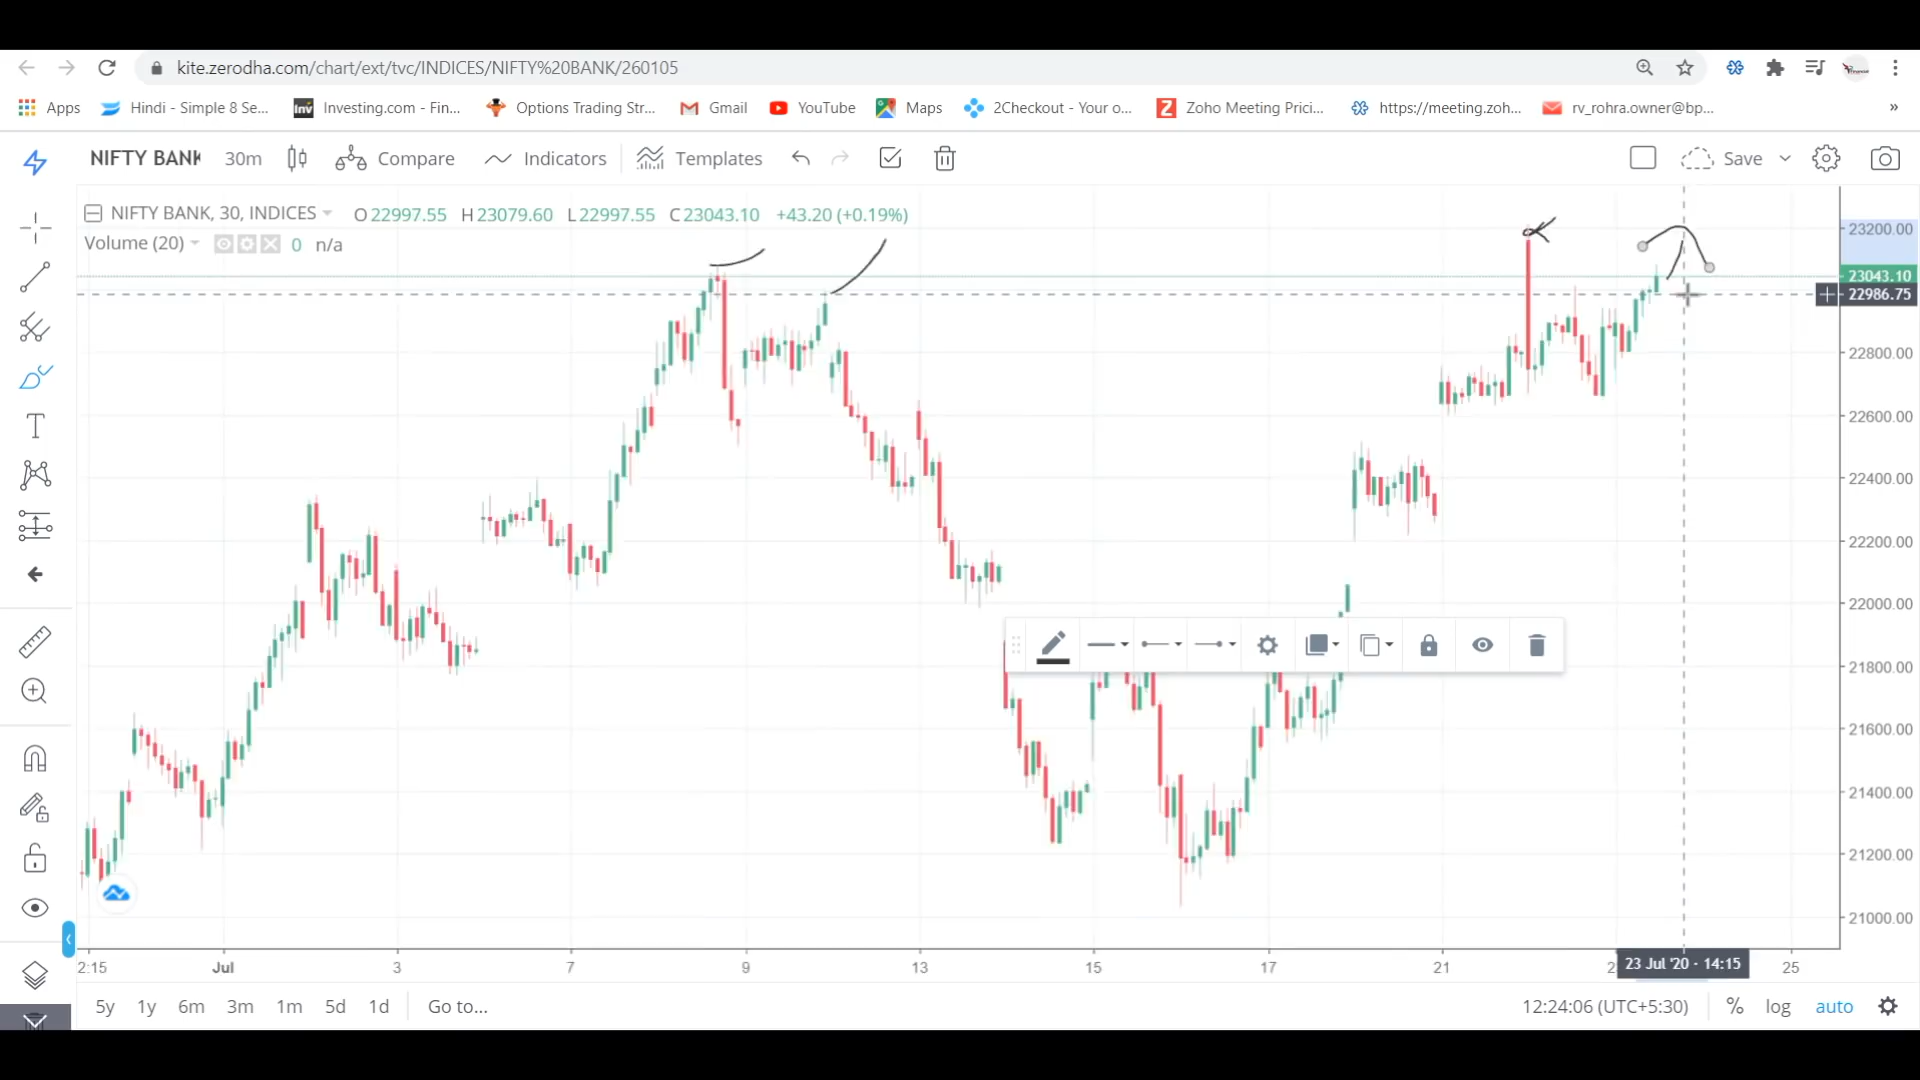 kite.zerodha.com/chart/ext/tvc/INDICES/NIFTY%20BANK/260105
Apps Hindi - Simple 8 Se... Inv Investing.com - Fin... Options Trading Str... Gmail YouTube Maps 2Checkout - Your o... Z Zoho Meeting Prici... https://meeting.zoh... rv_rohra.owner@bp... »
NIFTY BANK 30m Compare Indicators Templates Save
NIFTY BANK, 30, INDICES O22997.55 H23079.60 L22997.55 C23043.10 +43.20 (+0.19%)
Volume (20) 0 n/a
23200.00
23043.10
22986.75
22800.00
22600.00
22400.00
22200.00
22000.00
21800.00
21600.00
21400.00
21200.00
21000.00
2:15 Jul 3 7 9 13 15 17 21 23 Jul '20 - 14:15 25
5y 1y 6m 3m 1m 5d 1d Go to... 12:24:06 (UTC+5:30) % log auto